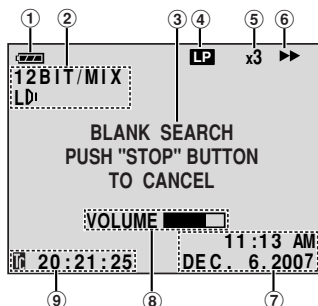 ① ② ③ ④ ⑤ ⑥
LP x3
12BIT/MIX
LD
BLANK SEARCH
PUSH "STOP" BUTTON
TO CANCEL
VOLUME
11:13 AM
TC 20:21:25 DEC. 6.2007
⑨ ⑧ ⑦